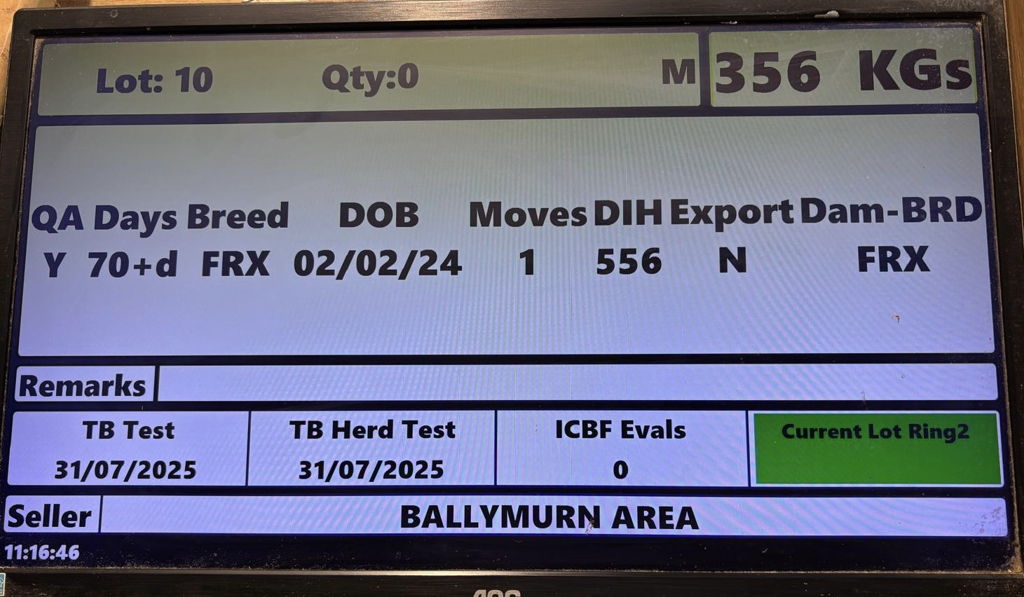 Lot: 10 Qty:0 M 356 KGs
QA Days Breed DOB Moves DIH Export Dam-BRD
Y 70+d FRX 02/02/24 1 556 N FRX
Remarks
TB Test TB Herd Test ICBF Evals Current Lot Ring2
31/07/2025 31/07/2025 0
Seller BALLYMURN AREA
11:16:46
AOC